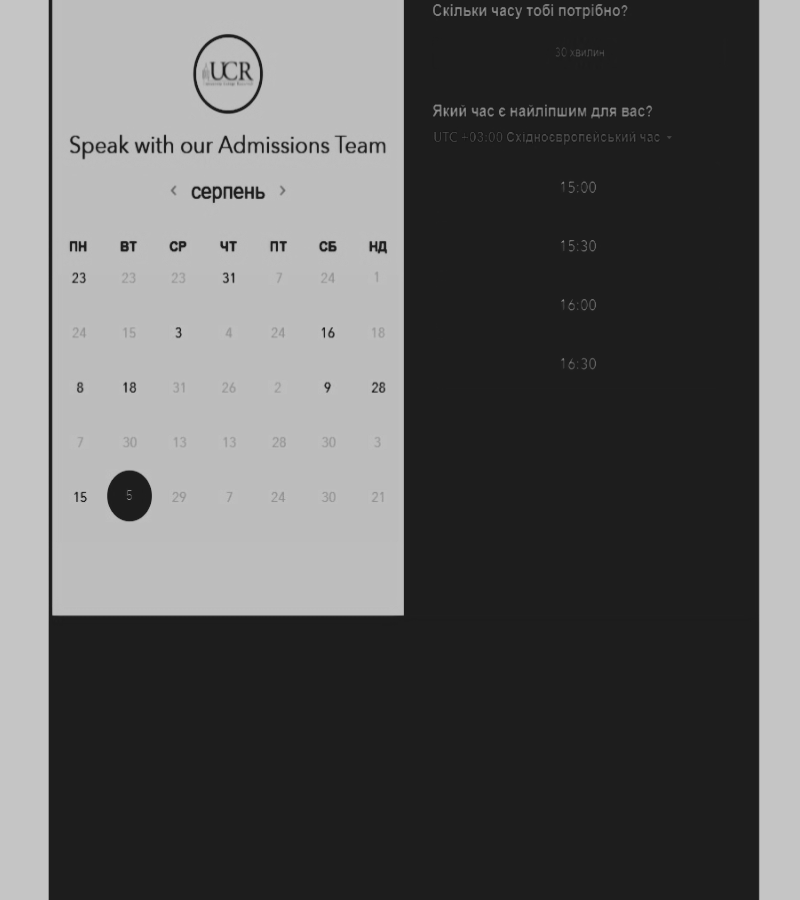 UCR
Speak with our Admissions Team
< серпень >
ПН ВТ СР ЧТ ПТ СБ НД
23 23 23 31 7 24 1
24 15 3 4 24 16 18
8 18 31 26 2 9 28
7 30 13 13 28 30 3
15 5 29 7 24 30 21
Скільки часу тобі потрібно?
30 хвилин
Який час є найліпшим для вас?
UTC +03:00 Східноєвропейський час
15:00
15:30
16:00
16:30